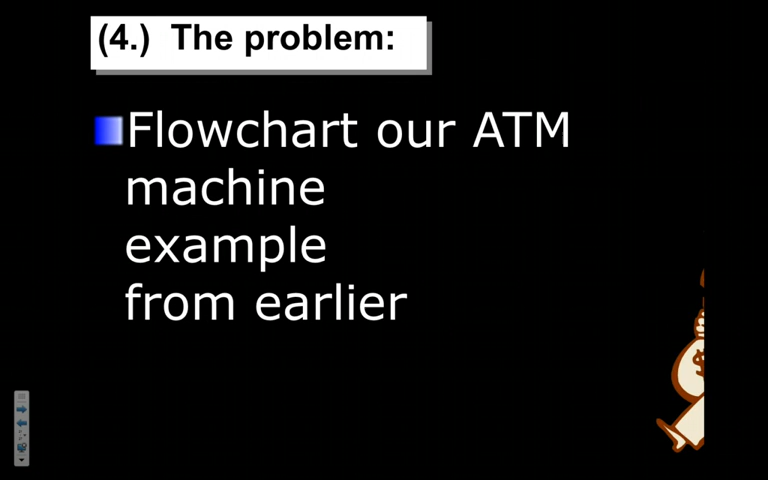 (4.) The problem:
Flowchart our ATM
machine
example
from earlier
$